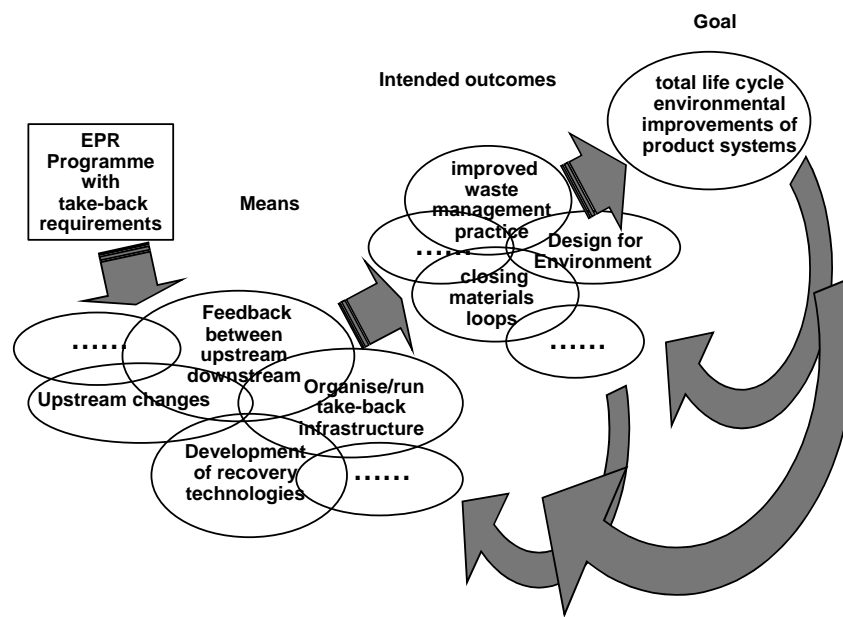 Goal
Intended outcomes
total life cycle
environmental
improvements of
product systems
EPR
Programme
with
take-back
requirements
Means
improved
waste
management
practice
......
Design for
Environment
closing
materials
loops
......
......
Feedback
between
upstream
downstream
Upstream changes
Organise/run
take-back
infrastructure
Development
of recovery
technologies
......